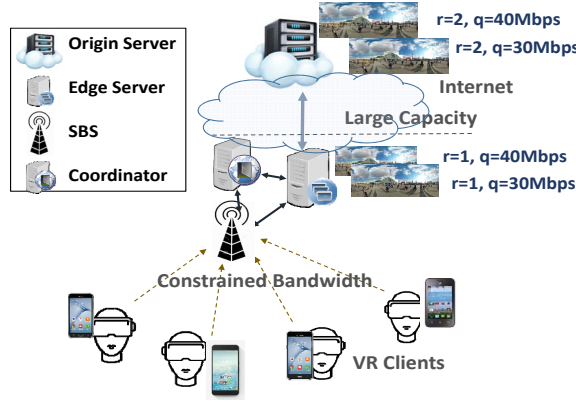 Origin Server
Edge Server
SBS
Coordinator
r=2, q=40Mbps
r=2, q=30Mbps
Internet
Large Capacity
r=1, q=40Mbps
r=1, q=30Mbps
Constrained Bandwidth
VR Clients